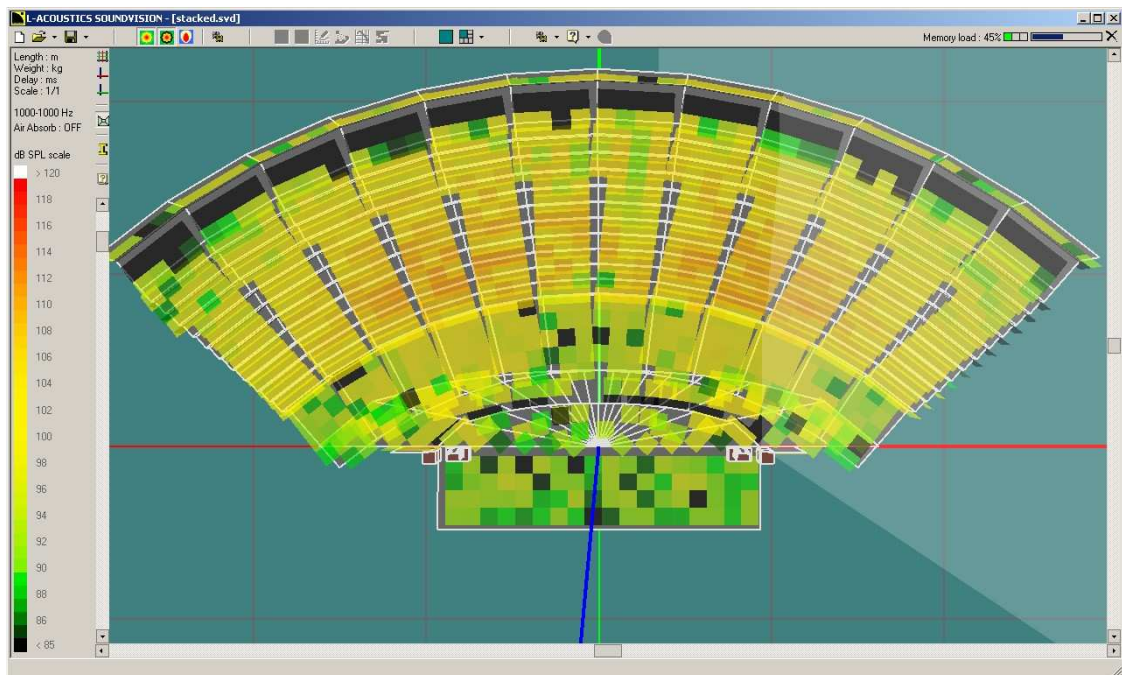 L-ACOUSTICS SOUNDVISION - [stacked.svd]
Memory load : 45%
Length : m
Weight : kg
Delay : ms
Scale : 1/1
1000-1000 Hz
Air Absorb : OFF
dB SPL scale
> 120
118
116
114
112
110
108
106
104
102
100
98
96
94
92
90
88
86
< 85